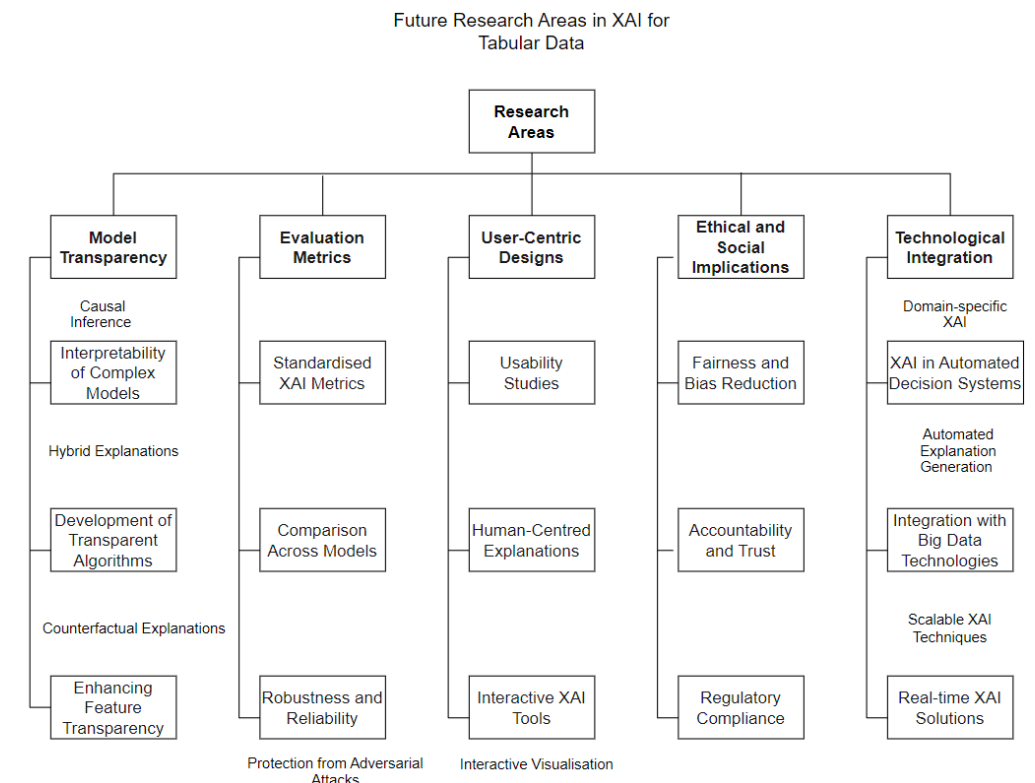 Future Research Areas in XAI for
Tabular Data
Research
Areas
Model
Transparency
Causal
Inference
Interpretability
of Complex
Models
Hybrid Explanations
Development of
Transparent
Algorithms
Counterfactual Explanations
Enhancing
Feature
Transparency
Evaluation
Metrics
Standardised
XAI Metrics
Comparison
Across Models
Robustness and
Reliability
Protection from Adversarial
Attacks
User-Centric
Designs
Usability
Studies
Human-Centred
Explanations
Interactive XAI
Tools
Interactive Visualisation
Ethical and
Social
Implications
Fairness and
Bias Reduction
Accountability
and Trust
Regulatory
Compliance
Technological
Integration
Domain-specific
XAI
XAI in Automated
Decision Systems
Automated
Explanation
Generation
Integration with
Big Data
Technologies
Scalable XAI
Techniques
Real-time XAI
Solutions